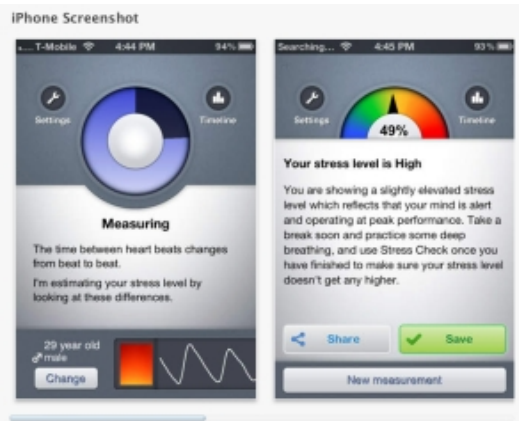 iPhone Screenshot
T-Mobile 4:44 PM 94%
Settings
Timeline
Measuring
The time between heart beats changes
from beat to beat.
I'm estimating your stress level by
looking at these differences.
29 year old
male
Change
Searching... 4:45 PM 93%
Settings
Timeline
49%
Your stress level is High
You are showing a slightly elevated stress
level which reflects that your mind is alert
and operating at peak performance. Take a
break soon and practice some deep
breathing, and use Stress Check once you
have finished to make sure your stress level
doesn't get any higher.
Share
Save
New measurement